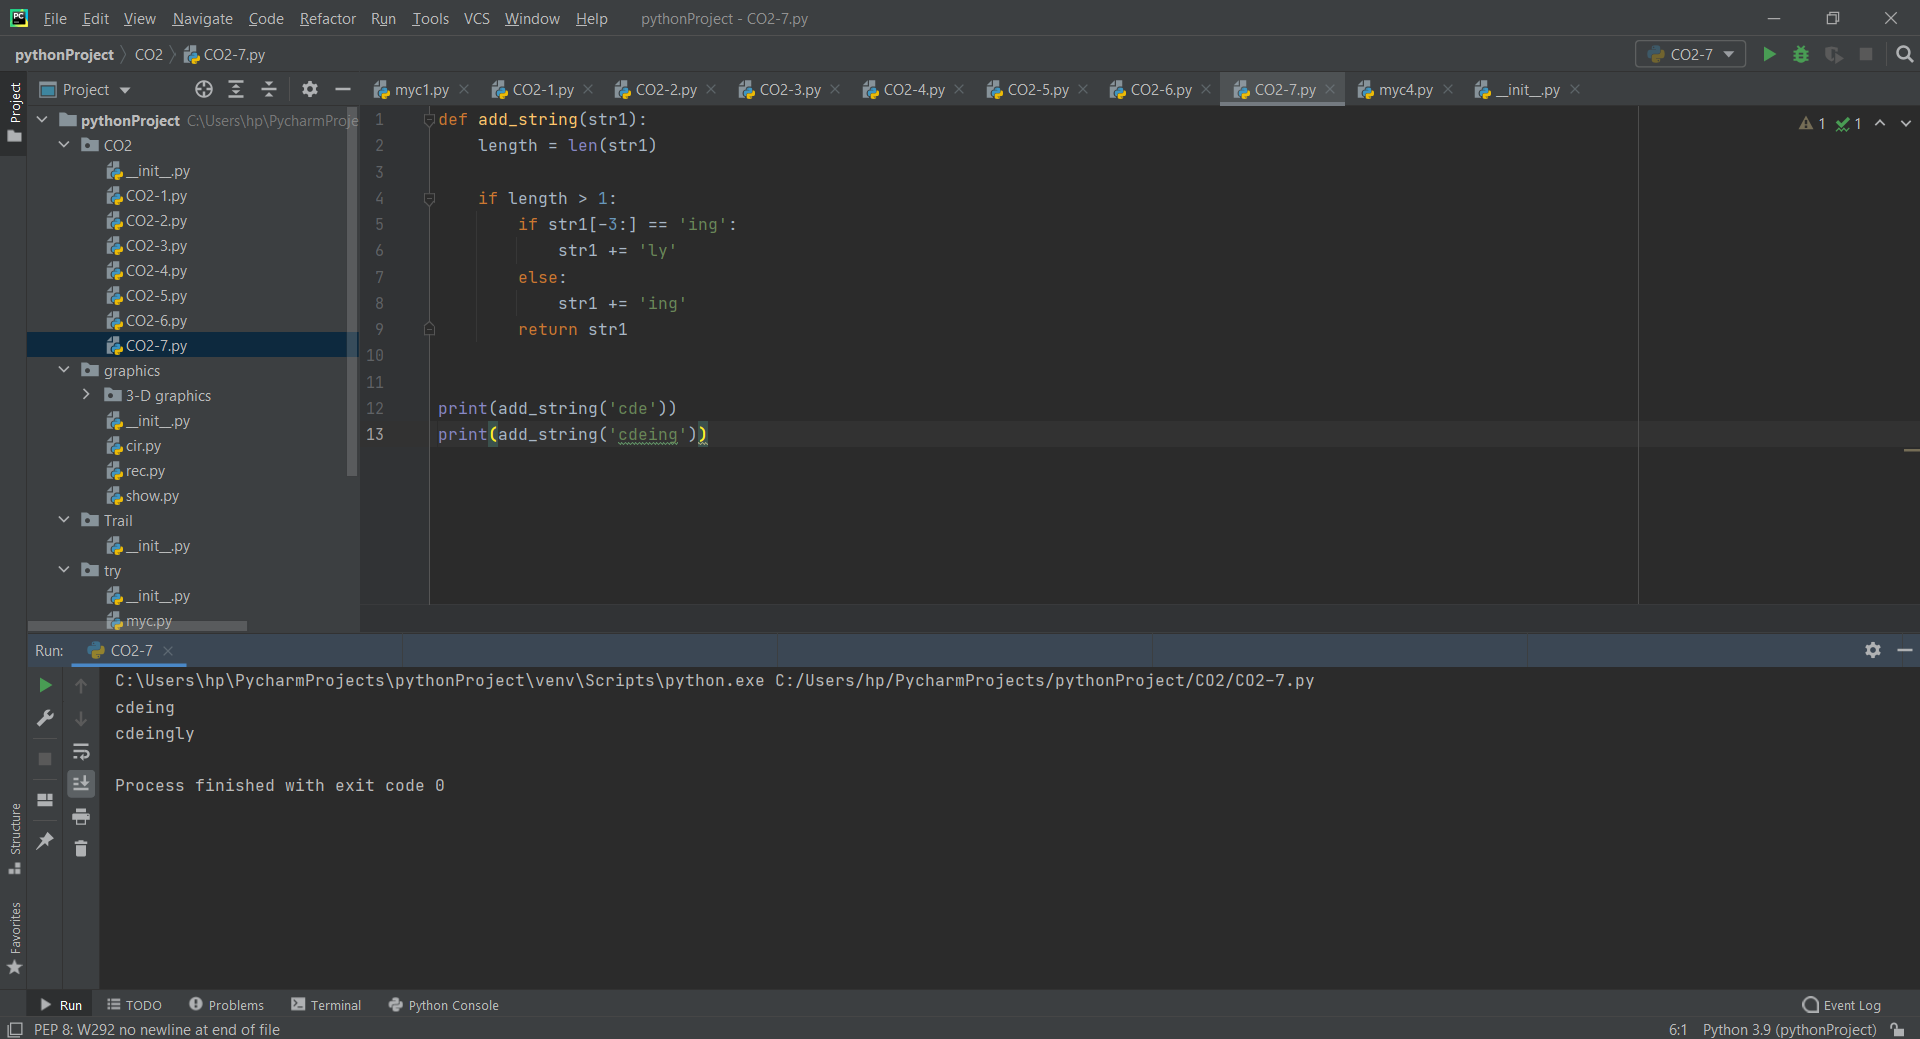 File Edit View Navigate Code Refactor Run Tools VCS Window Help pythonProject - CO2-7.py
pythonProject CO2 CO2-7.py CO2-7
Project myc1.py CO2-1.py CO2-2.py CO2-3.py CO2-4.py CO2-5.py CO2-6.py CO2-7.py myc4.py __init__.py
Project
pythonProject C:\Users\hp\PycharmProje
CO2
__init__.py
CO2-1.py
CO2-2.py
CO2-3.py
CO2-4.py
CO2-5.py
CO2-6.py
CO2-7.py
graphics
3-D graphics
__init__.py
cir.py
rec.py
show.py
Trail
__init__.py
try
__init__.py
myc.py
1 def add_string(str1):
2     length = len(str1)
3
4     if length > 1:
5         if str1[-3:] == 'ing':
6             str1 += 'ly'
7         else:
8             str1 += 'ing'
9         return str1
10
11
12 print(add_string('cde'))
13 print(add_string('cdeing'))
1 1
Run: CO2-7
C:\Users\hp\PycharmProjects\pythonProject\venv\Scripts\python.exe C:/Users/hp/PycharmProjects/pythonProject/CO2/CO2-7.py
cdeing
cdeingly
Process finished with exit code 0
Structure
Favorites
Run TODO Problems Terminal Python Console Event Log
PEP 8: W292 no newline at end of file 6:1 Python 3.9 (pythonProject)